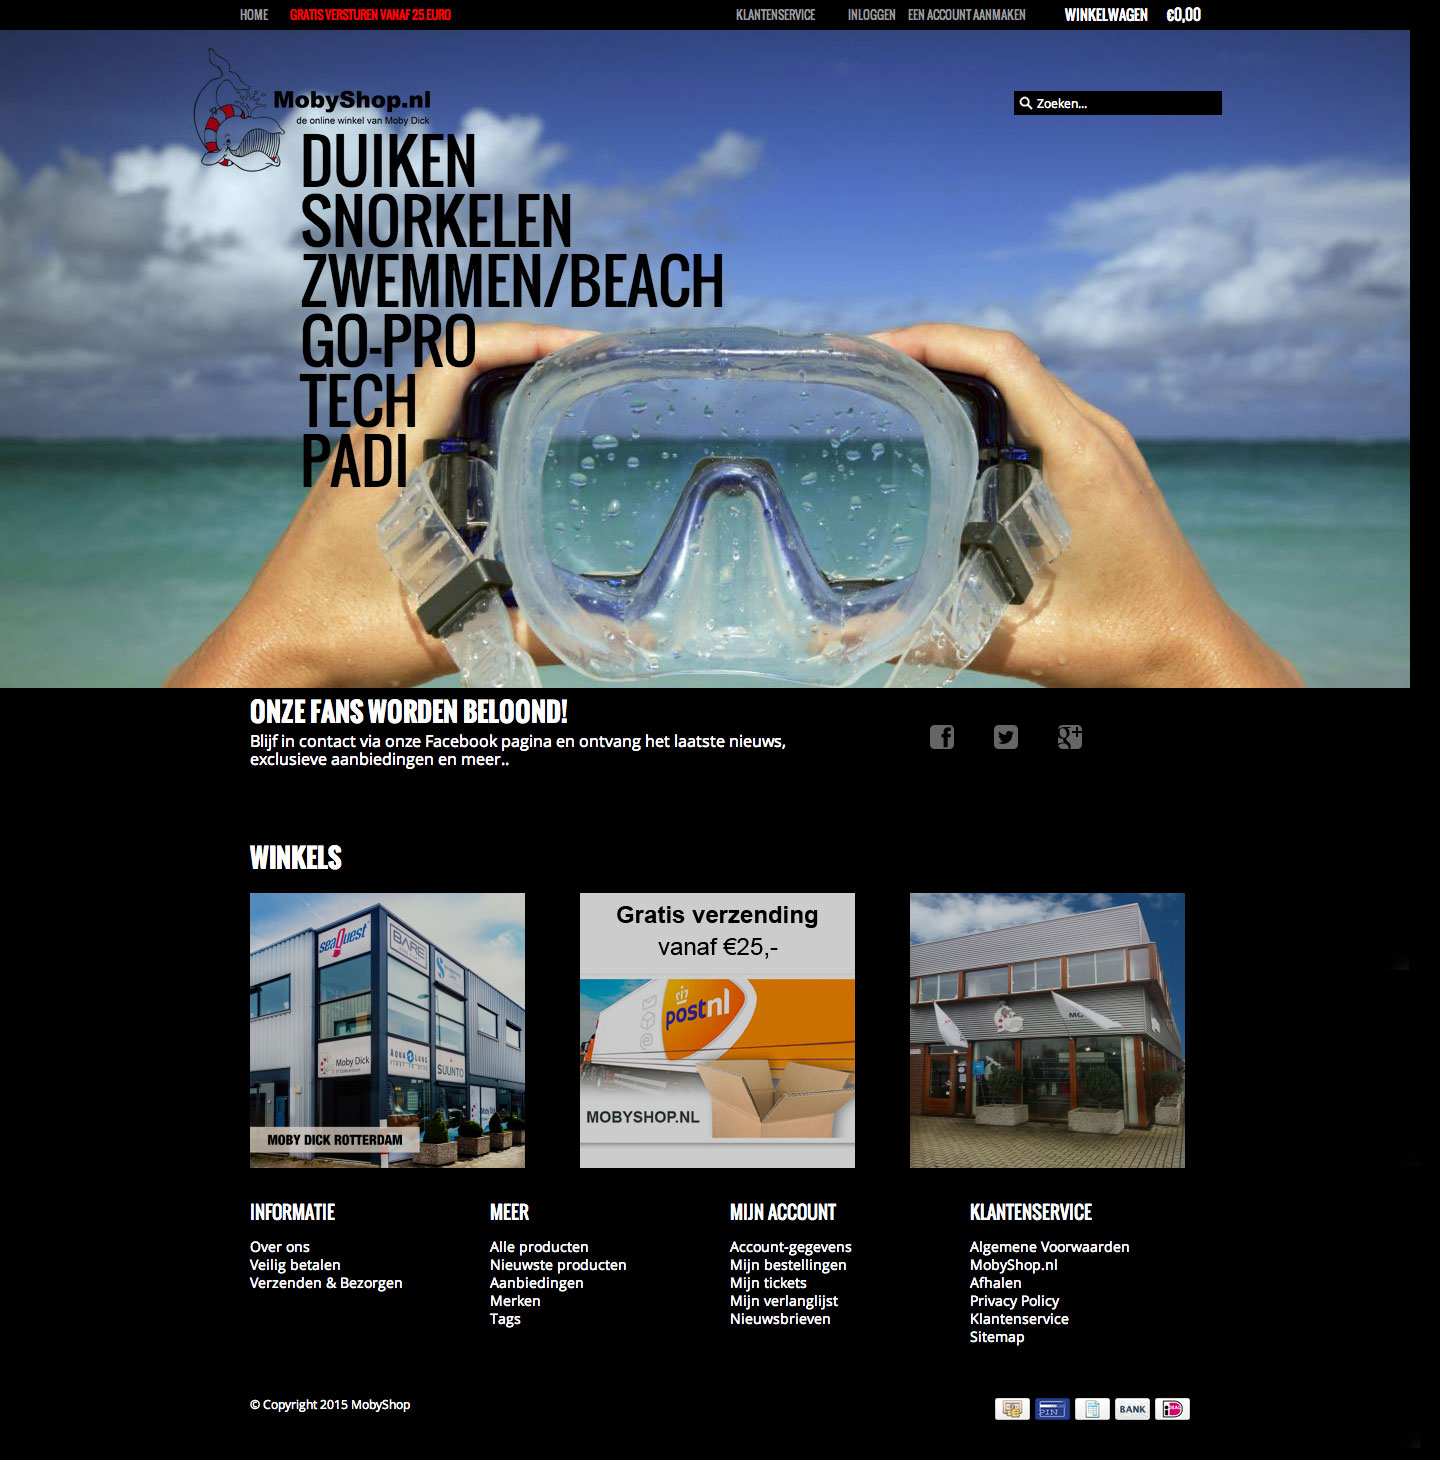 HOME
GRATIS VERSTUREN VANAF 25 EURO
KLANTENSERVICE
INLOGGEN
EEN ACCOUNT AANMAKEN
WINKELWAGEN
€0,00
MobyShop.nl
de online winkel van Moby Dick
Zoeken...
DUIKEN
SNORKELEN
ZWEMMEN/BEACH
GO-PRO
TECH
PADI
ONZE FANS WORDEN BELOOND!
Blijf in contact via onze Facebook pagina en ontvang het laatste nieuws,
exclusieve aanbiedingen en meer..
WINKELS
seaQuest
BARE
Moby Dick
AQUA LUNG
SUUNTO
MOBY DICK ROTTERDAM
Gratis verzending
vanaf €25,-
postnl
MOBYSHOP.NL
INFORMATIE
Over ons
Veilig betalen
Verzenden & Bezorgen
MEER
Alle producten
Nieuwste producten
Aanbiedingen
Merken
Tags
MIJN ACCOUNT
Account-gegevens
Mijn bestellingen
Mijn tickets
Mijn verlanglijst
Nieuwsbrieven
KLANTENSERVICE
Algemene Voorwaarden
MobyShop.nl
Afhalen
Privacy Policy
Klantenservice
Sitemap
© Copyright 2015 MobyShop
PIN
BANK